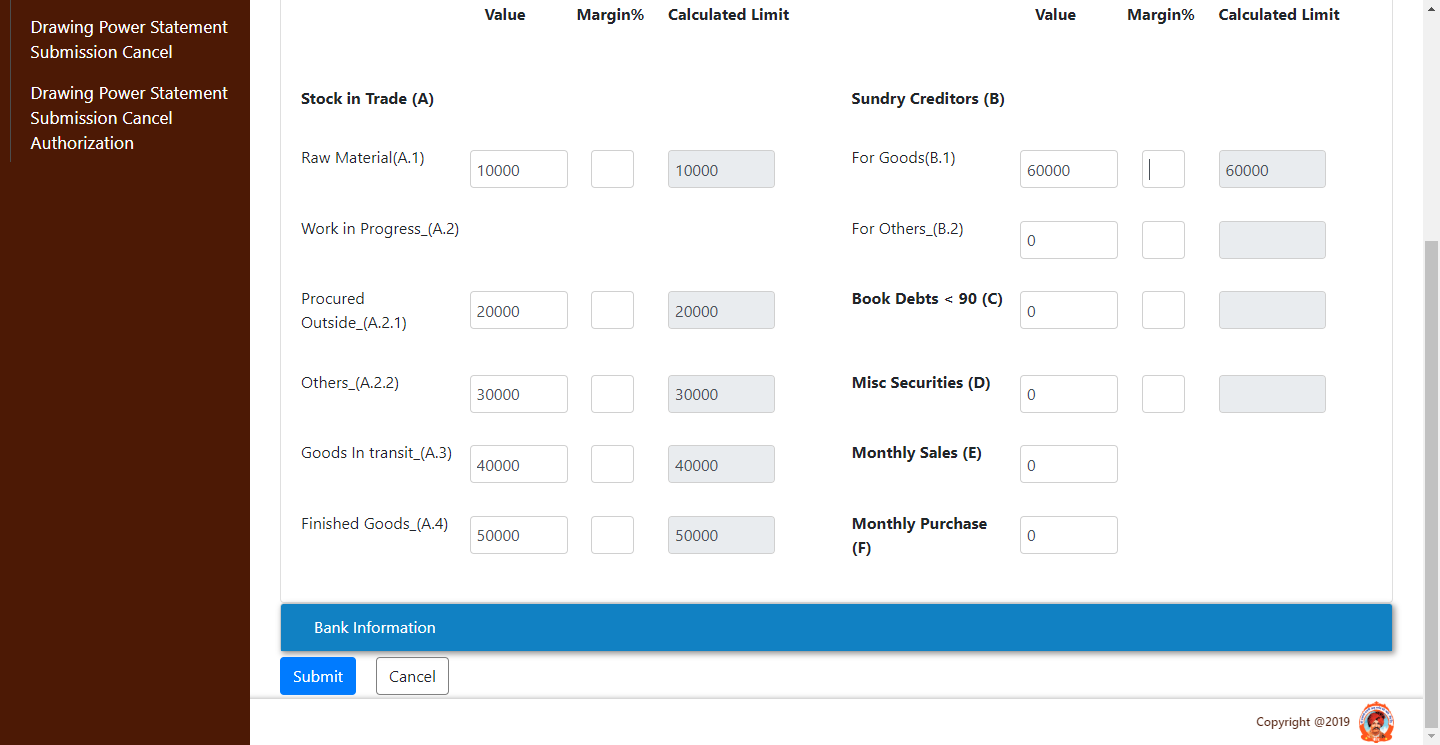 Drawing Power Statement
Submission Cancel
Drawing Power Statement
Submission Cancel
Authorization
Value Margin% Calculated Limit Value Margin% Calculated Limit
Stock in Trade (A) Sundry Creditors (B)
Raw Material(A.1) 10000 10000 For Goods(B.1) 60000 60000
Work in Progress_(A.2) For Others_(B.2) 0
Procured
Outside_(A.2.1) 20000 20000 Book Debts < 90 (C) 0
Others_(A.2.2) 30000 30000 Misc Securities (D) 0
Goods In transit_(A.3) 40000 40000 Monthly Sales (E) 0
Finished Goods_(A.4) 50000 50000 Monthly Purchase
(F) 0
Bank Information
Submit Cancel
Copyright @2019